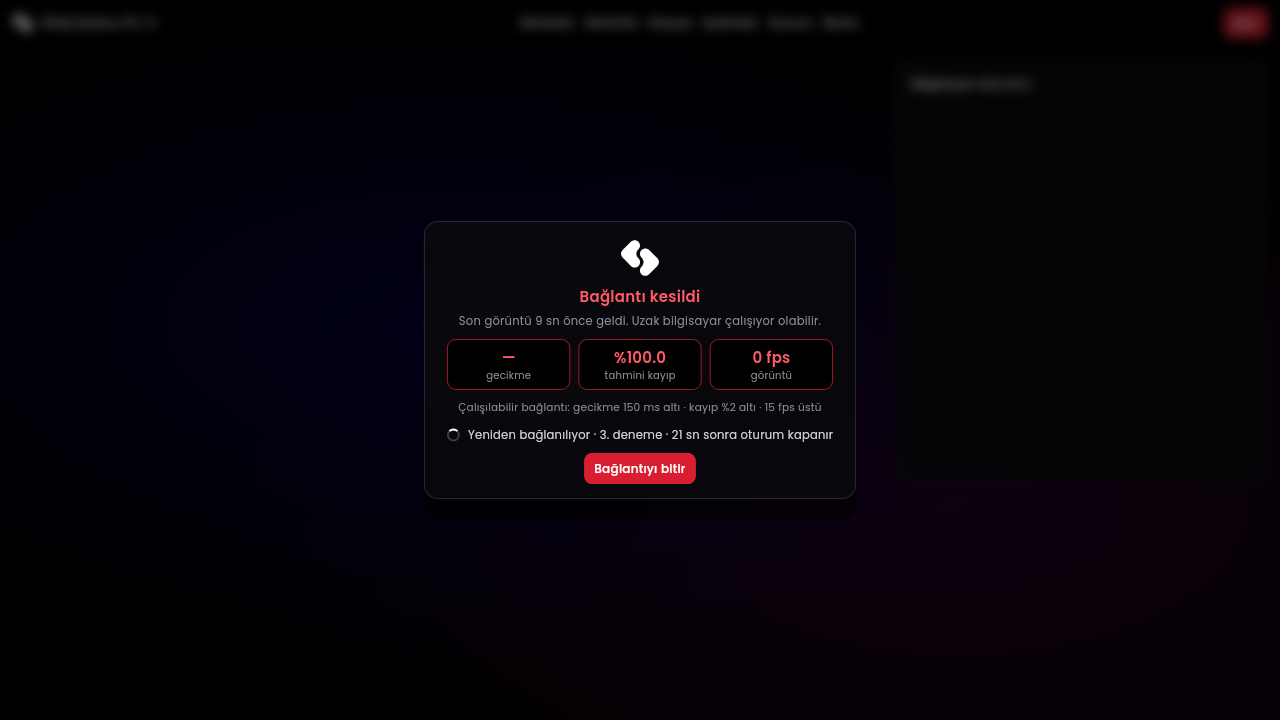 Bağlantı kesildi
Son görüntü 9 sn önce geldi. Uzak bilgisayar çalışıyor olabilir.
—
gecikme
%100.0
tahmini kayıp
0 fps
görüntü
Çalışılabilir bağlantı: gecikme 150 ms altı · kayıp %2 altı · 15 fps üstü
Yeniden bağlanılıyor · 3. deneme · 21 sn sonra oturum kapanır
Bağlantıyı bitir